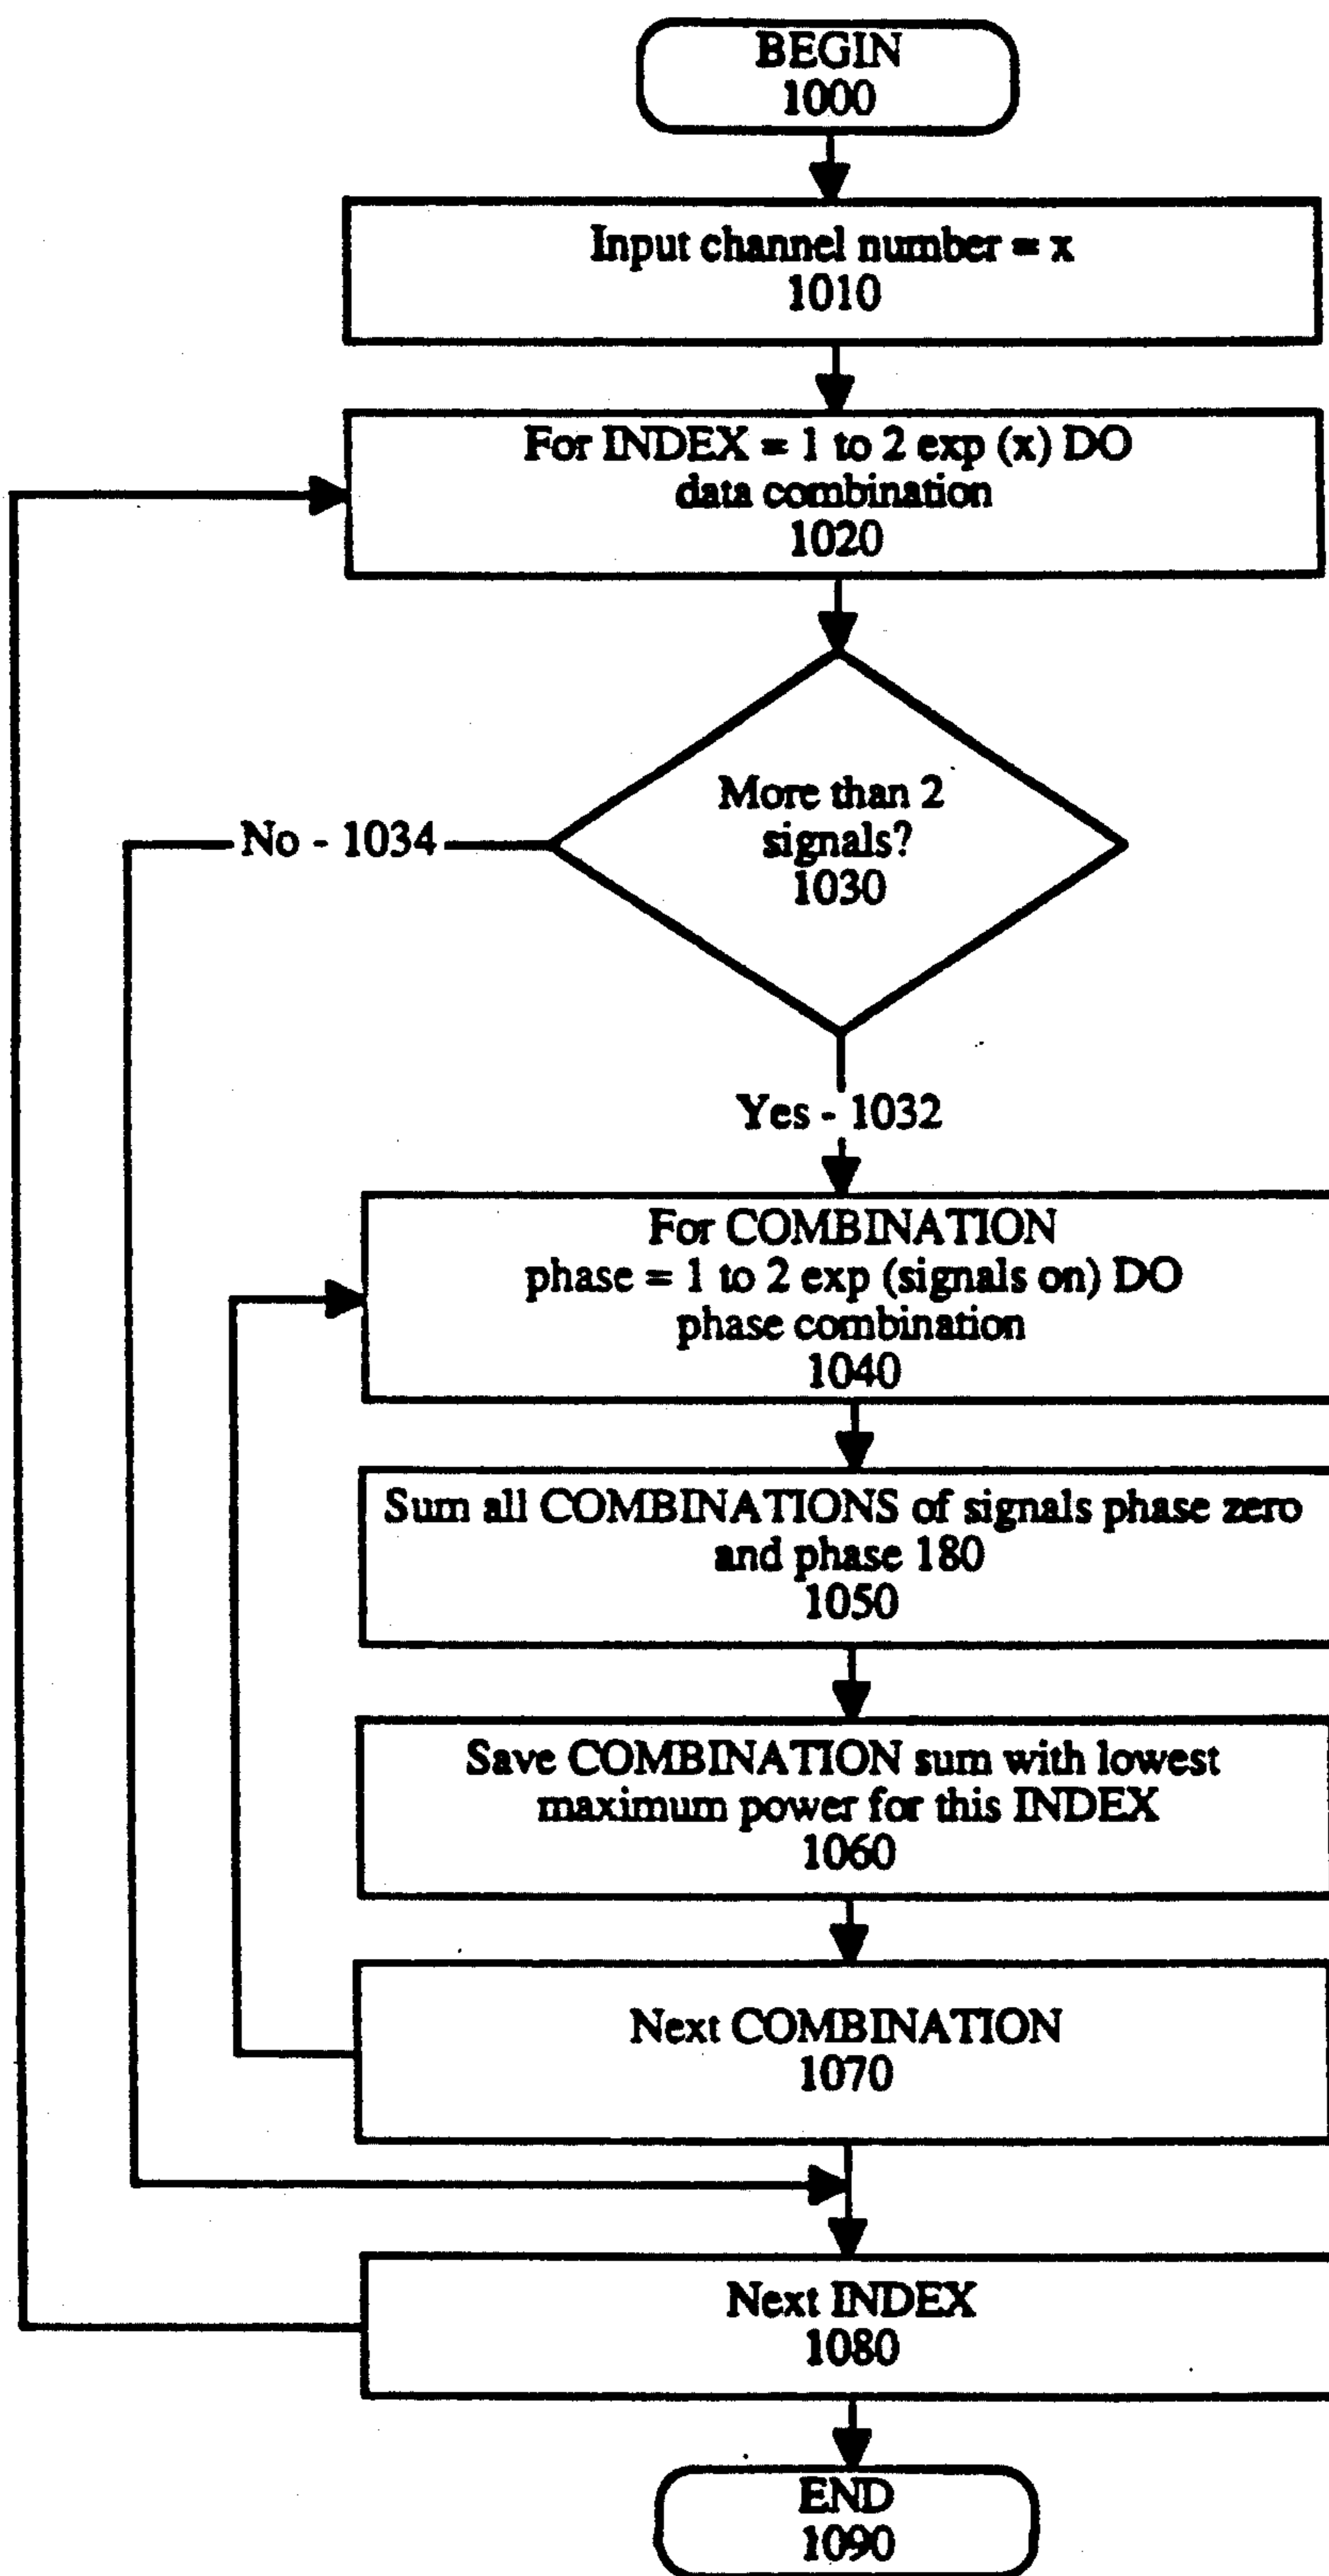 BEGIN
1000
Input channel number = x
1010
For INDEX = 1 to 2 exp (x) DO
data combination
1020
More than 2
signals?
1030
No - 1034
Yes - 1032
For COMBINATION
phase = 1 to 2 exp (signals on) DO
phase combination
1040
Sum all COMBINATIONS of signals phase zero
and phase 180
1050
Save COMBINATION sum with lowest
maximum power for this INDEX
1060
Next COMBINATION
1070
Next INDEX
1080
END
1090